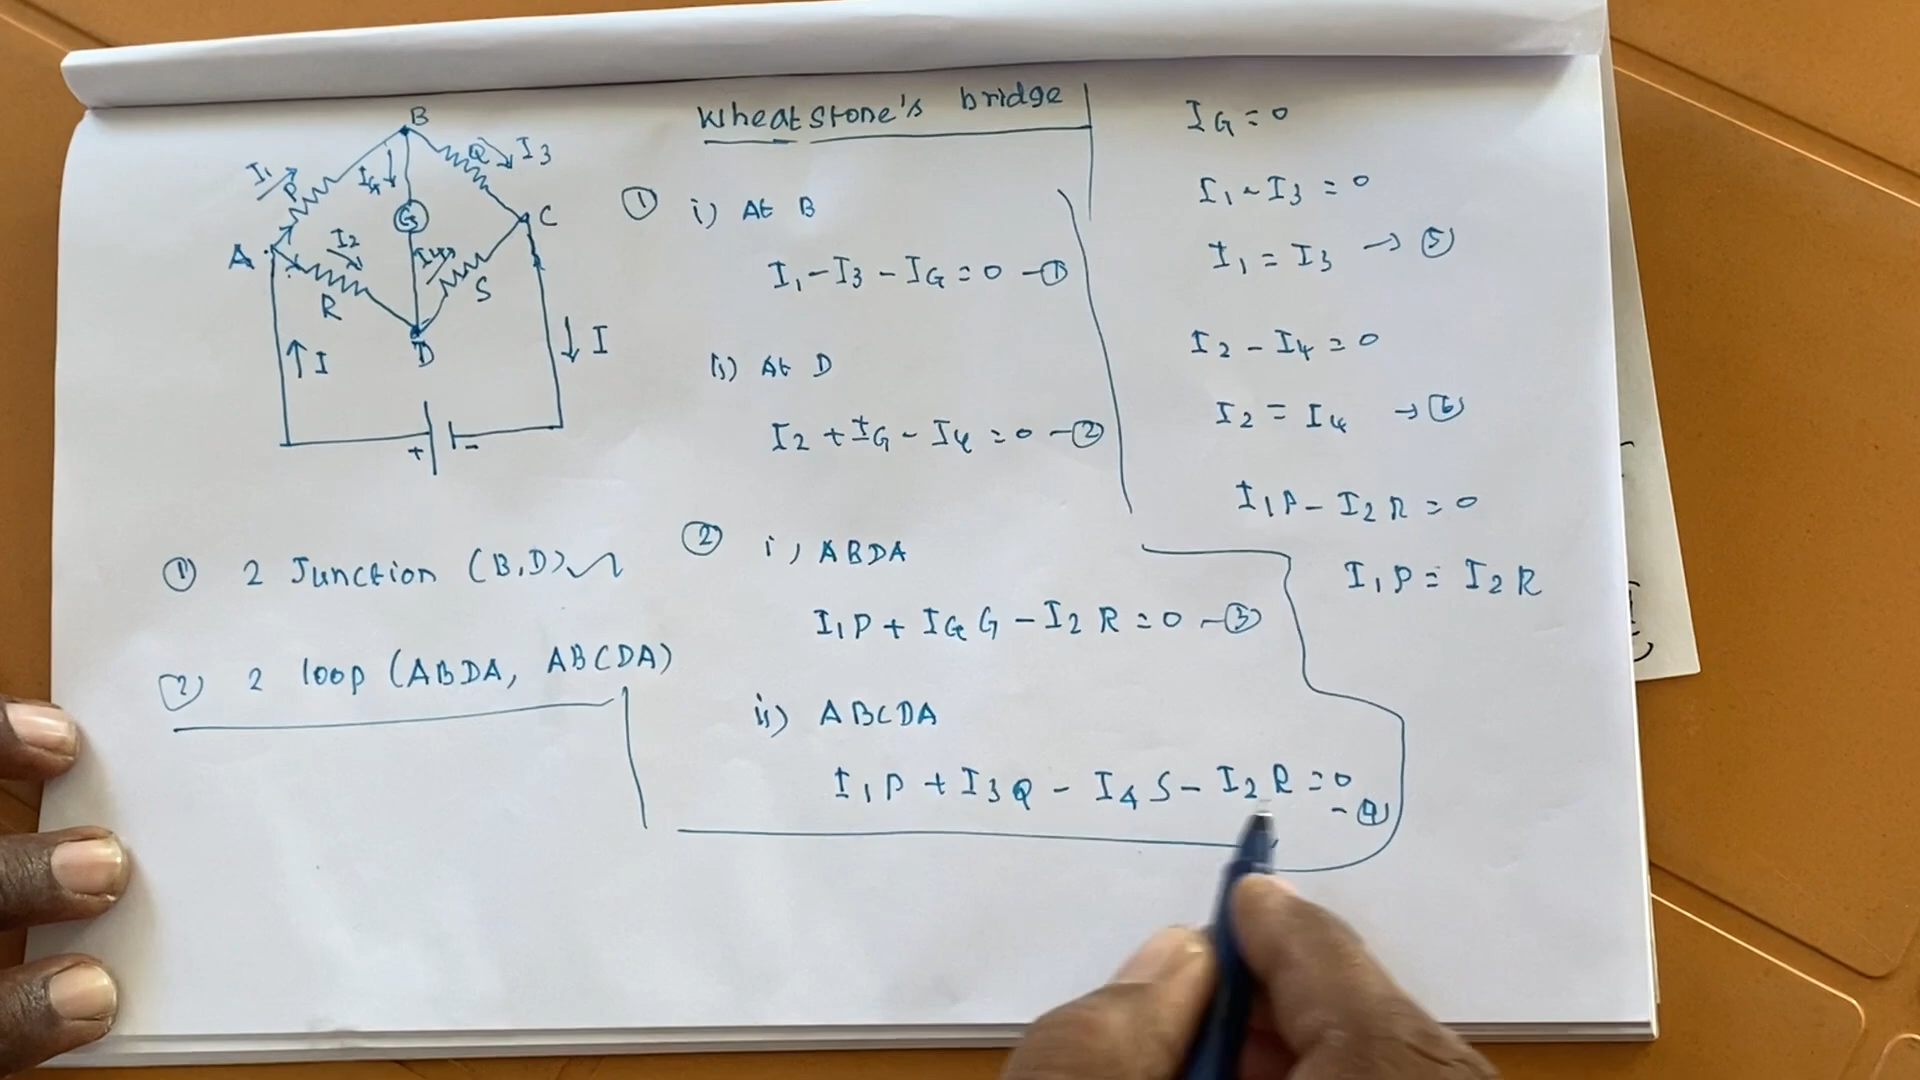 Wheatstone's bridge
B
I1
P
IG
Q
I3
G
A
I2
R
I4
S
C
D
↑ I
↓ I
+
-
① 2 Junction (B,D)
② 2 loop (ABDA, ABCDA)
① i) At B
I1 - I3 - IG = 0 - ①
ii) At D
I2 + IG - I4 = 0 - ②
② i) ABDA
I1P + IG G - I2 R = 0 - ③
ii) ABCDA
I1P + I3Q - I4S - I2R = 0
- ④
IG = 0
I1 - I3 = 0
I1 = I3 → ⑤
I2 - I4 = 0
I2 = I4 → ⑥
I1P - I2R = 0
I1P = I2R